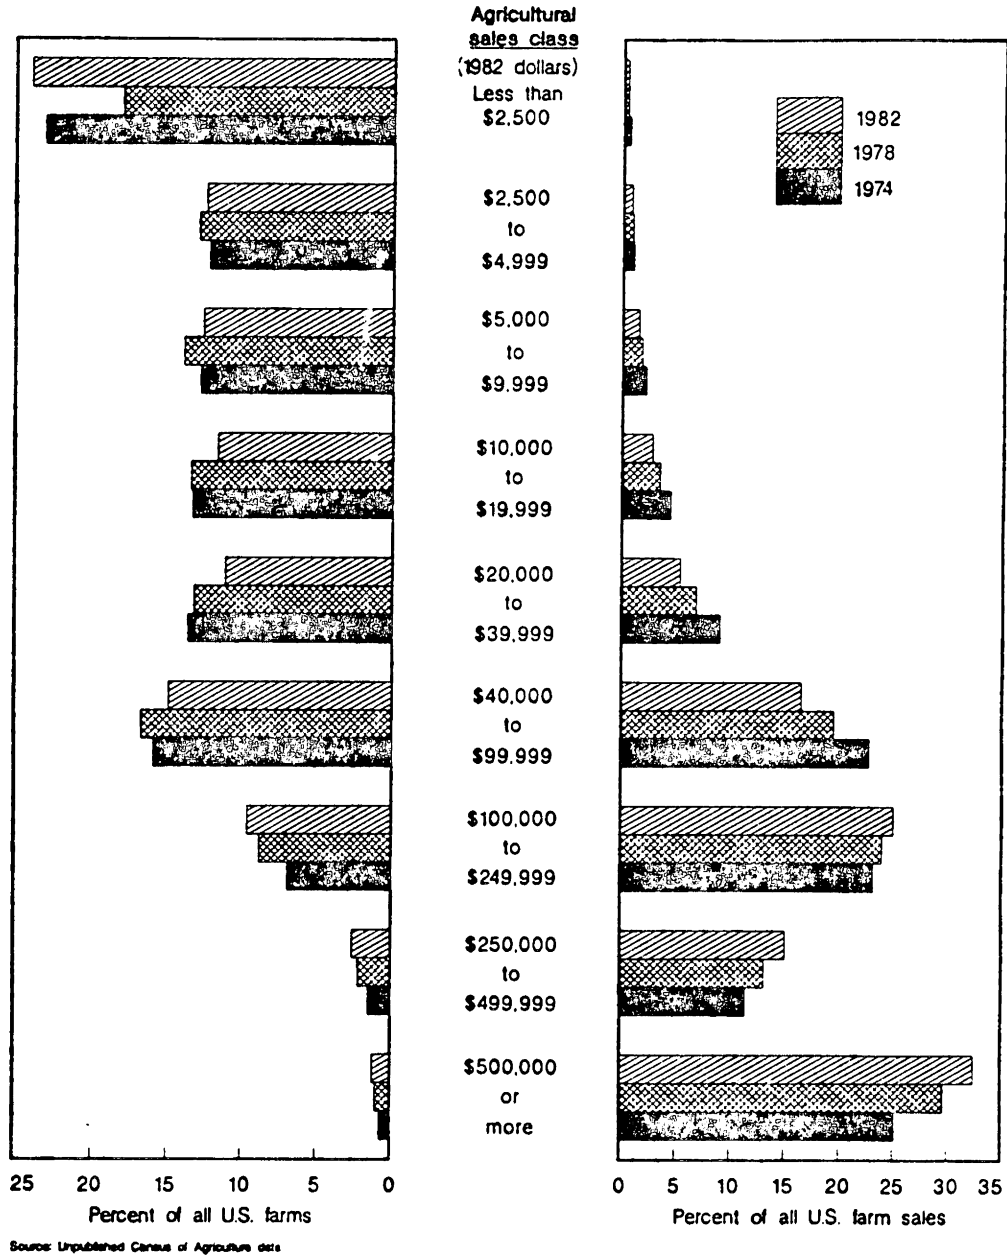 Agricultural
sales class
(1982 dollars)
Less than
$2,500
1982
1978
1974
$2,500
to
$4,999
$5,000
to
$9,999
$10,000
to
$19,999
$20,000
to
$39,999
$40,000
to
$99,999
$100,000
to
$249,999
$250,000
to
$499,999
$500,000
or
more
25 20 15 10 5 0
Percent of all U.S. farms
0 5 10 15 20 25 30 35
Percent of all U.S. farm sales
Source: Unpublished Census of Agriculture data